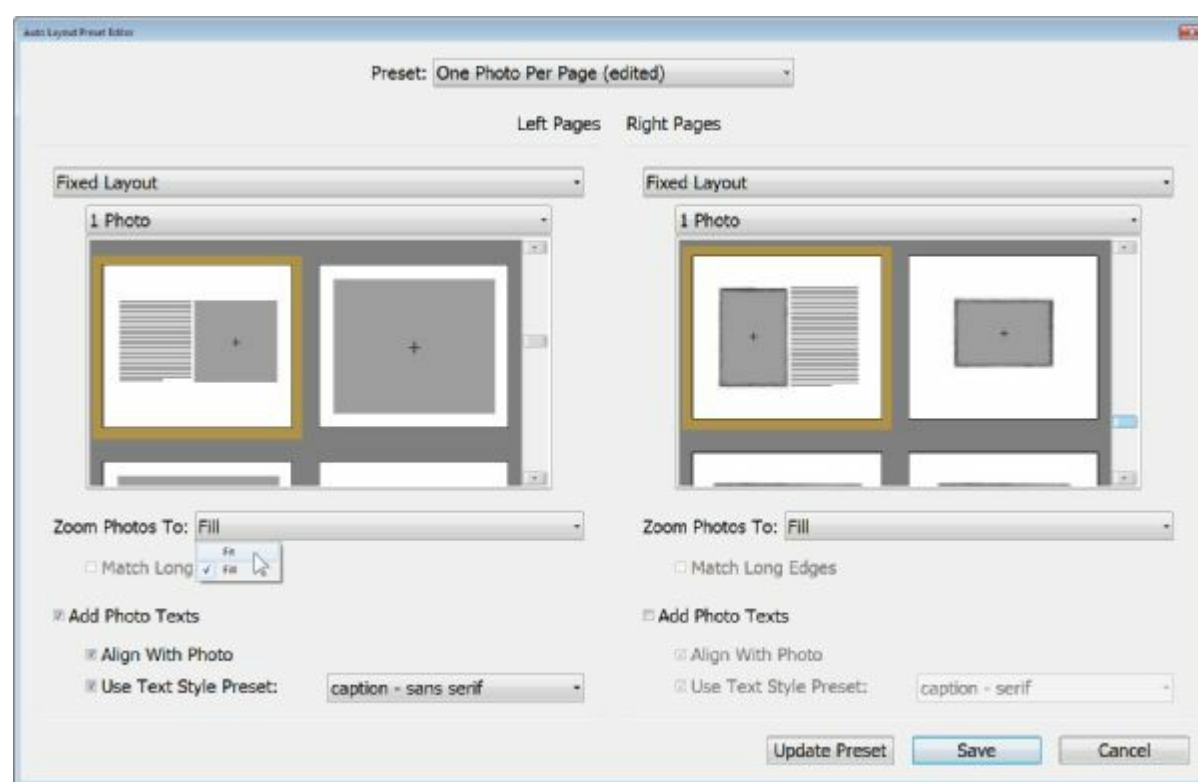 Auto Layout Preset Editor
Preset: One Photo Per Page (edited)
Left Pages Right Pages
Fixed Layout
1 Photo
Zoom Photos To: Fill
Fit
Fill
Match Long
Add Photo Texts
Align With Photo
Use Text Style Preset: caption - sans serif
Fixed Layout
1 Photo
Zoom Photos To: Fill
Match Long Edges
Add Photo Texts
Align With Photo
Use Text Style Preset: caption - serif
Update Preset Save Cancel